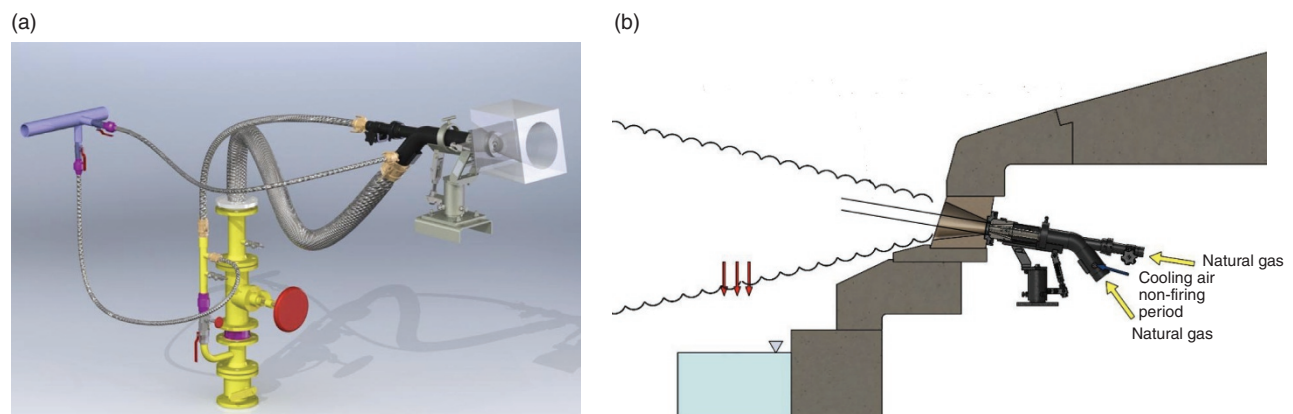 (a)
(b)
Natural gas
Cooling air
non-firing
period
Natural gas